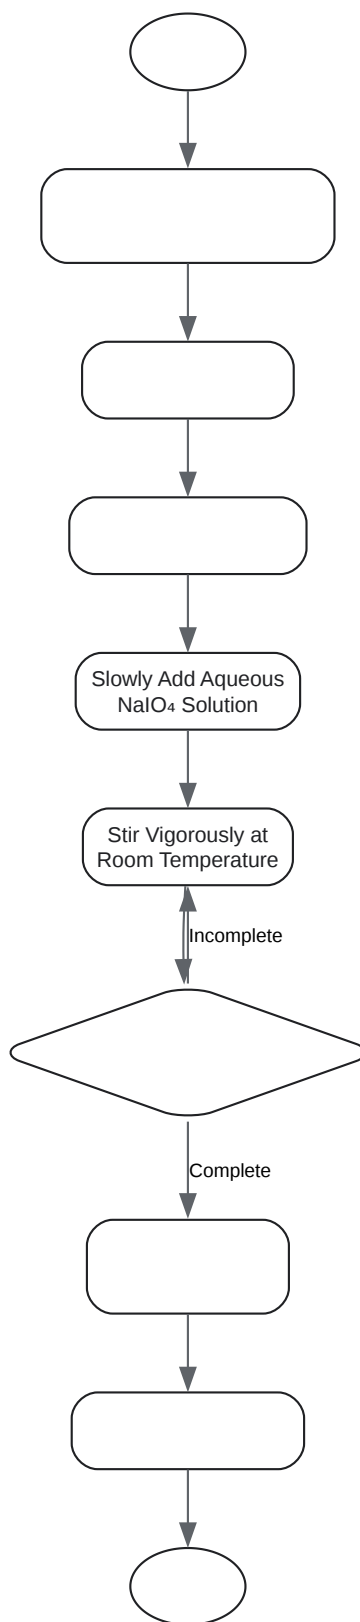 Slowly Add Aqueous
NaIO₄ Solution
Stir Vigorously at
Room Temperature
Incomplete
Complete